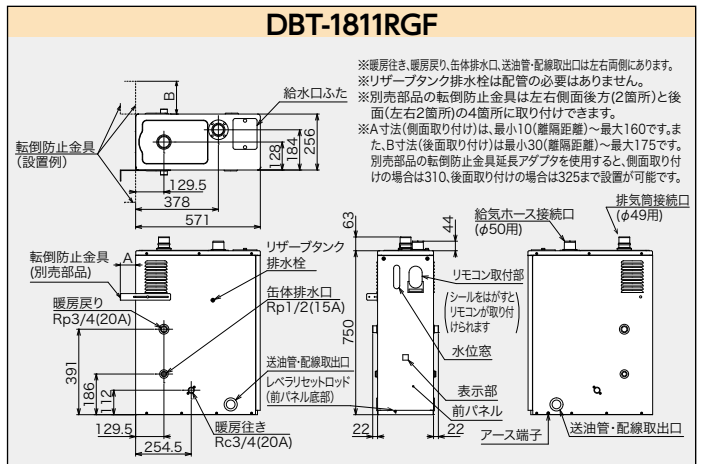 DBT-1811RGF
※暖房往き、暖房戻り、缶体排水口、送油管・配線取出口は左右両側にあります。
※リザーブタンク排水栓は配管の必要はありません。
※別売部品の転倒防止金具は左右側面後方(2箇所)と後
面(左右2箇所)の4箇所に取り付けできます。
※A寸法(側面取り付け)は、最小10(離隔距離)〜最大160です。ま
た、B寸法(後面取り付け)は最小30(離隔距離)〜最大175です。
別売部品の転倒防止金具延長アダプタを使用すると、側面取り付
けの場合は310、後面取り付けの場合は325まで設置が可能です。
B
給水口ふた
転倒防止金具
(設置例)
128
184
256
129.5
378
571
転倒防止金具
(別売部品)
A
リザーブタンク
排水栓
暖房戻り
Rp3/4(20A)
缶体排水口
Rp1/2(15A)
391
186
112
送油管・配線取出口
レベラリセットロッド
(前パネル底部)
129.5
254.5
暖房往き
Rc3/4(20A)
63
44
750
リモコン取付部
(シールをはがすと
リモコンが取り付
けられます)
水位窓
表示部
前パネル
22
22
給気ホース接続口
(φ50用)
排気筒接続口
(φ49用)
アース端子
送油管・配線取出口